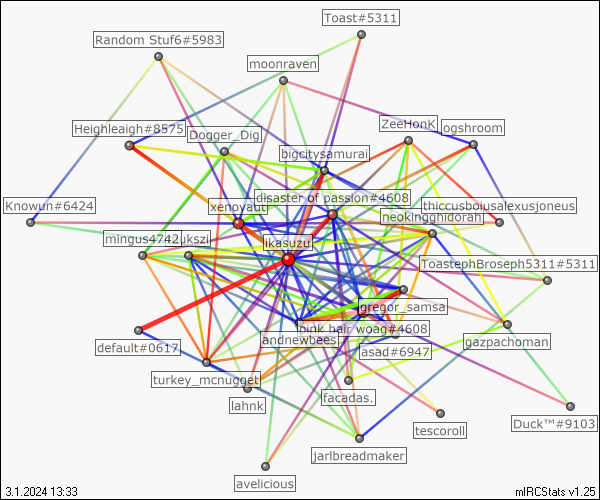 Toast#5311
Random Stuf6#5983
moonraven
ZeeHonK
Heighleaigh#8575
ogshroom
Dogger_Dig
bigcitysamurai
disaster of passion#4608
thiccusbousalexusjoneus
Knowun#6424
xenoyaut
neokingghidorah
mingus4742
ukszi
ikasuzu
ToastephBroseph5311#5311
gregor_samsa
pink hair woag#4608
andnewbees
gazpachoman
default#0617
asad#6947
turkey_mcnugget
facadas.
lahnk
Duck™#9103
tescoroll
jarlbreadmaker
avelicious
3.1.2024 13:33
mIRCStats v1.25